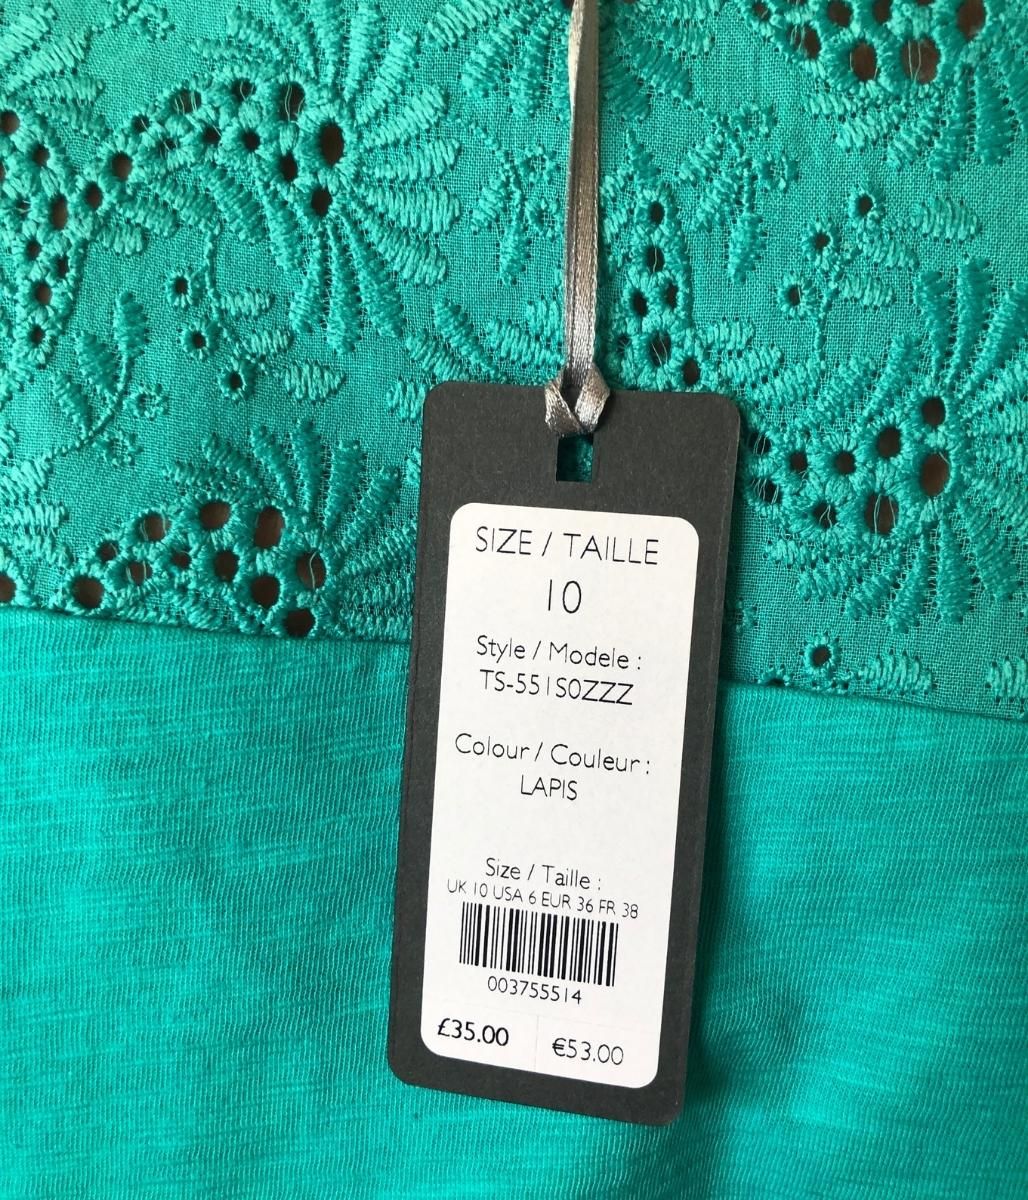 SIZE / TAILLE
10
Style / Modele :
TS-551S0ZZZ
Colour / Couleur :
LAPIS
Size / Taille :
UK 10 USA 6 EUR 36 FR 38
003755514
£35.00 €53.00